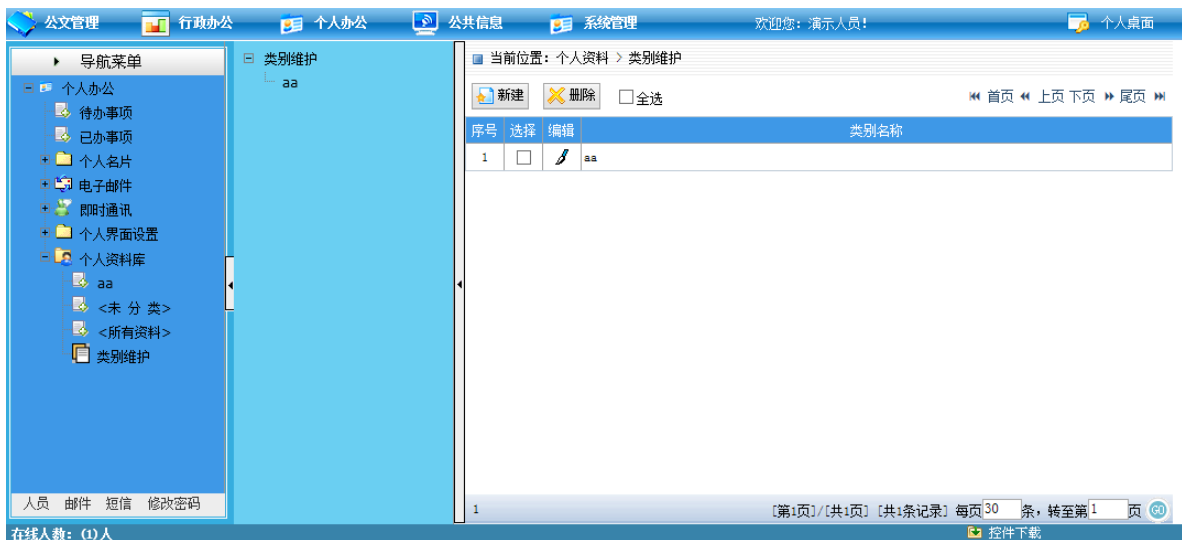 公文管理 行政办公 个人办公 公共信息 系统管理 欢迎您: 演示人员! 个人桌面
导航菜单
个人办公
待办事项
已办事项
个人名片
电子邮件
即时通讯
个人界面设置
个人资料库
aa
<未 分 类>
<所有资料>
类别维护
人员 邮件 短信 修改密码
类别维护
aa
当前位置: 个人资料 > 类别维护
新建 删除 全选 首页 上页 下页 尾页
序号 选择 编辑 类别名称
1 aa
1 [第1页]/[共1页] [共1条记录] 每页 30 条, 转至第 1 页 GO
在线人数: (1)人 控件下载